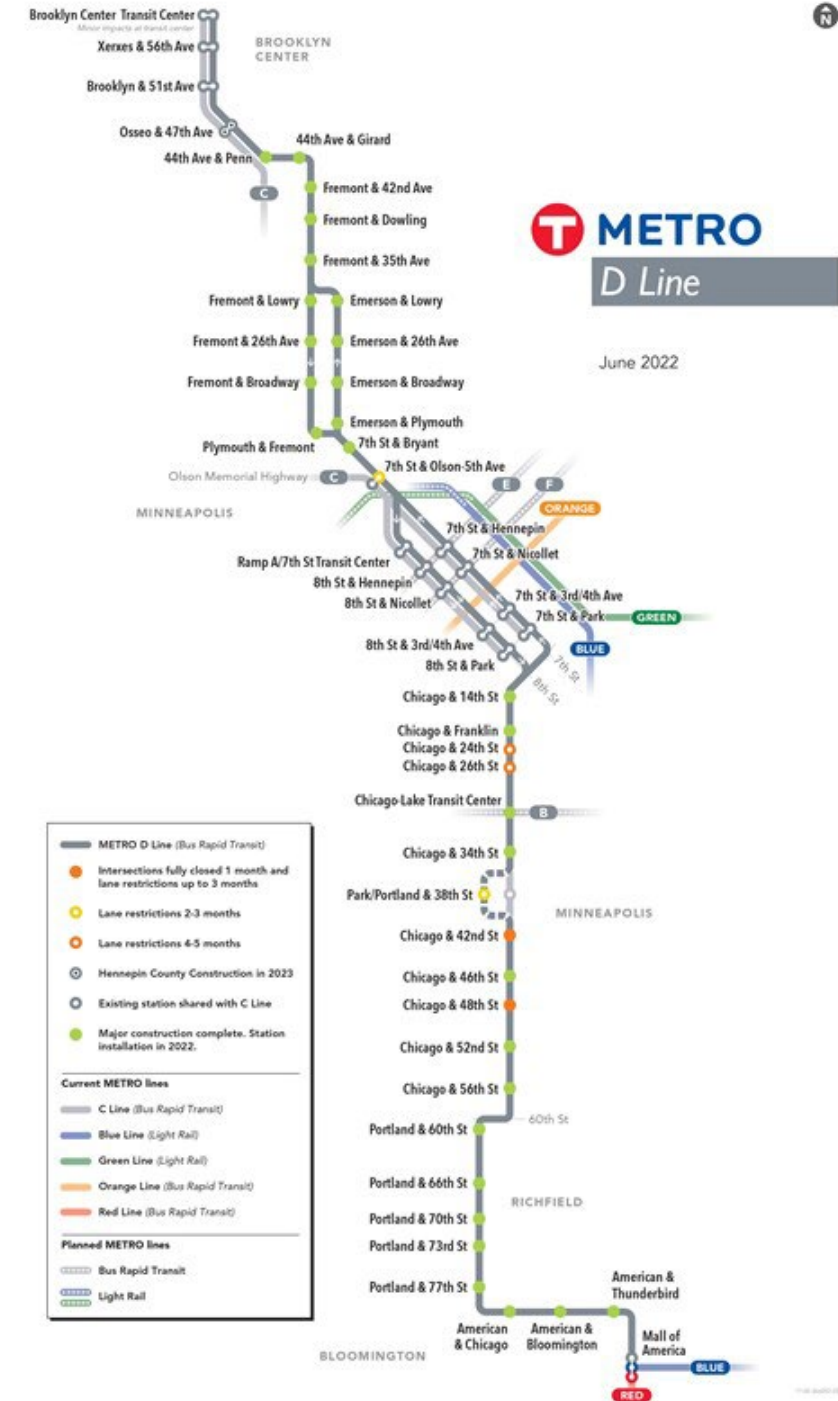 Brooklyn Center Transit Center
Minor impacts at transit center
Xerxes & 56th Ave
BROOKLYN
CENTER
Brooklyn & 51st Ave
Osseo & 47th Ave
44th Ave & Girard
44th Ave & Penn
C
Fremont & 42nd Ave
Fremont & Dowling
Fremont & 35th Ave
Fremont & Lowry
Emerson & Lowry
Fremont & 26th Ave
Emerson & 26th Ave
Fremont & Broadway
Emerson & Broadway
Emerson & Plymouth
Plymouth & Fremont
7th St & Bryant
Olson Memorial Highway
C
7th St & Olson-5th Ave
E
F
MINNEAPOLIS
ORANGE
7th St & Hennepin
Ramp A/7th St Transit Center
7th St & Nicollet
8th St & Hennepin
8th St & Nicollet
7th St & 3rd/4th Ave
7th St & Park
GREEN
8th St & 3rd/4th Ave
BLUE
8th St & Park
7th St
8th St
Chicago & 14th St
Chicago & Franklin
Chicago & 24th St
Chicago & 26th St
Chicago-Lake Transit Center
B
Chicago & 34th St
Park/Portland & 38th St
MINNEAPOLIS
Chicago & 42nd St
Chicago & 46th St
Chicago & 48th St
Chicago & 52nd St
Chicago & 56th St
60th St
Portland & 60th St
Portland & 66th St
RICHFIELD
Portland & 70th St
Portland & 73rd St
Portland & 77th St
American &
Thunderbird
American
& Chicago
American &
Bloomington
Mall of
America
BLOOMINGTON
BLUE
RED
N
T METRO
D Line
June 2022
METRO D Line (Bus Rapid Transit)
Intersections fully closed 1 month and
lane restrictions up to 3 months
Lane restrictions 2-3 months
Lane restrictions 4-5 months
Hennepin County Construction in 2023
Existing station shared with C Line
Major construction complete. Station
installation in 2022.
Current METRO lines
C Line (Bus Rapid Transit)
Blue Line (Light Rail)
Green Line (Light Rail)
Orange Line (Bus Rapid Transit)
Red Line (Bus Rapid Transit)
Planned METRO lines
Bus Rapid Transit
Light Rail